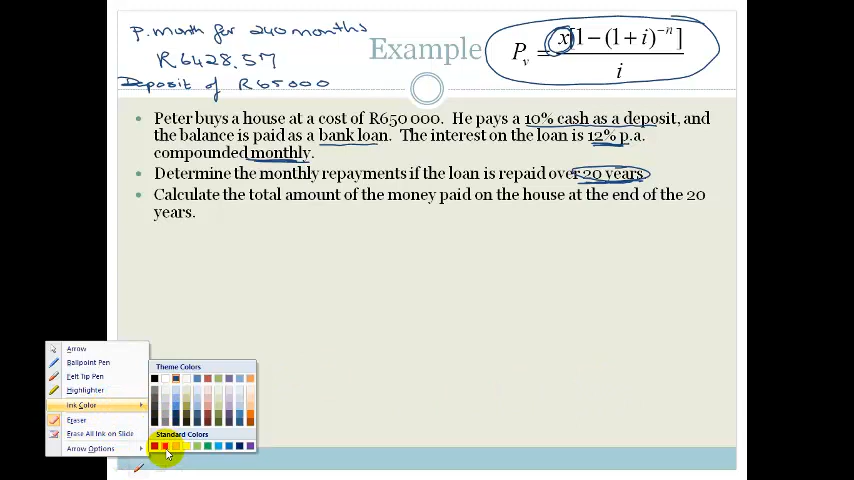 P.month for 240 months
R6428.57
Deposit of R65000
Example
Pv = x[1 − (1 + i)⁻ⁿ] / i
• Peter buys a house at a cost of R650 000. He pays a 10% cash as a deposit, and
the balance is paid as a bank loan. The interest on the loan is 12% p.a.
compounded monthly.
• Determine the monthly repayments if the loan is repaid over 20 years.
• Calculate the total amount of the money paid on the house at the end of the 20
years.
Arrow
Ballpoint Pen
Felt Tip Pen
Highlighter
Ink Color
Eraser
Erase All Ink on Slide
Arrow Options
Theme Colors
Standard Colors